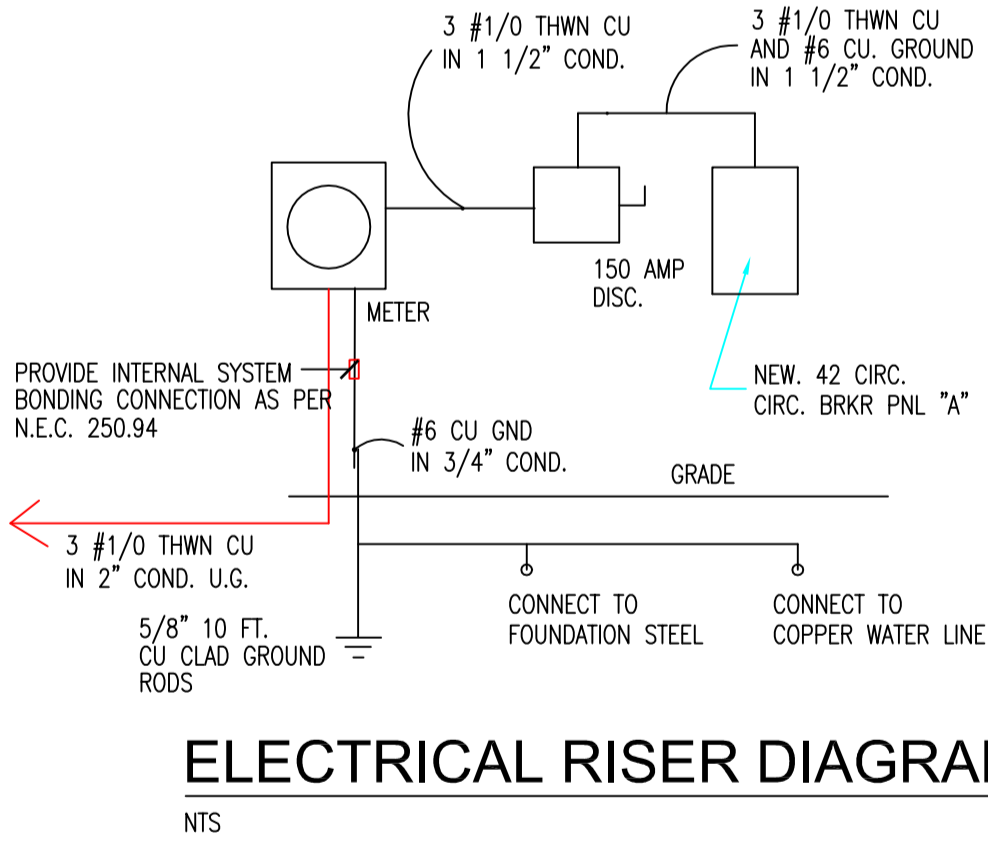 3 #1/0 THWN CU
IN 1 1/2" COND.
3 #1/0 THWN CU
AND #6 CU. GROUND
IN 1 1/2" COND.
150 AMP
DISC.
METER
PROVIDE INTERNAL SYSTEM
BONDING CONNECTION AS PER
N.E.C. 250.94
NEW. 42 CIRC.
CIRC. BRKR PNL "A"
#6 CU GND
IN 3/4" COND.
GRADE
3 #1/0 THWN CU
IN 2" COND. U.G.
CONNECT TO
FOUNDATION STEEL
CONNECT TO
COPPER WATER LINE
5/8" 10 FT.
CU CLAD GROUND
RODS
ELECTRICAL RISER DIAGRA
NTS